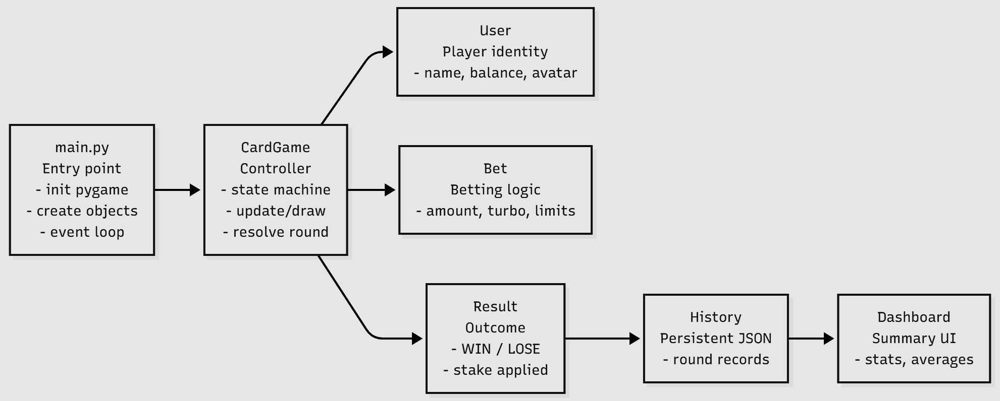 User
Player identity
- name, balance, avatar
main.py
Entry point
- init pygame
- create objects
- event loop
CardGame
Controller
- state machine
- update/draw
- resolve round
Bet
Betting logic
- amount, turbo, limits
Result
Outcome
- WIN / LOSE
- stake applied
History
Persistent JSON
- round records
Dashboard
Summary UI
- stats, averages